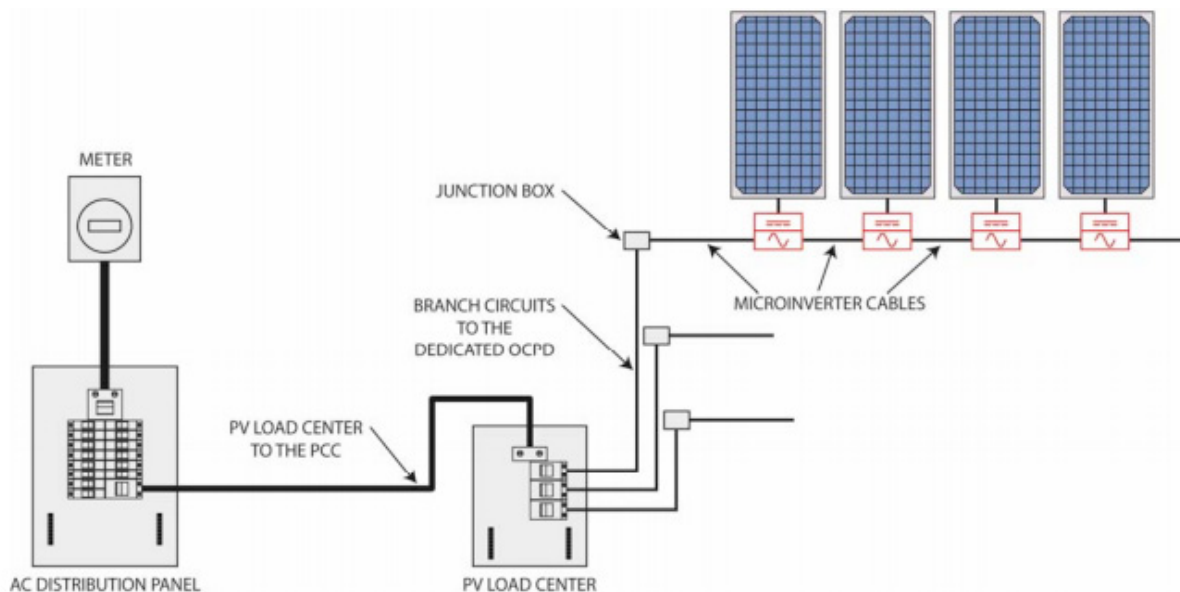 METER
JUNCTION BOX
MICROINVERTER CABLES
BRANCH CIRCUITS
TO THE
DEDICATED OCPD
PV LOAD CENTER
TO THE PCC
AC DISTRIBUTION PANEL
PV LOAD CENTER